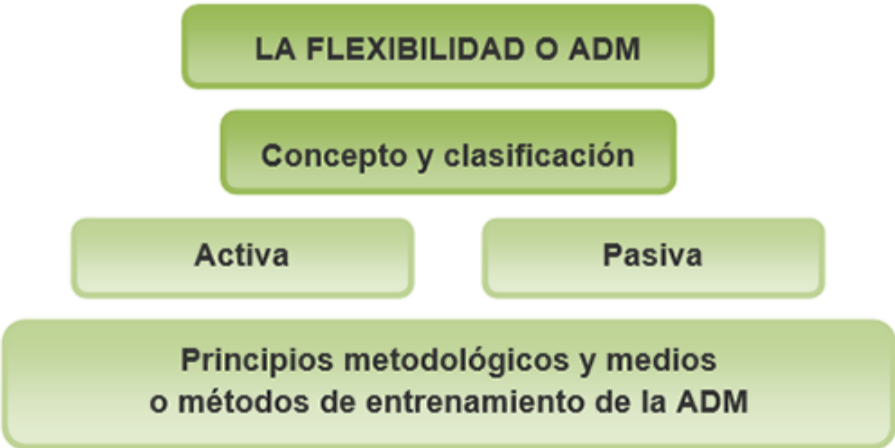 LA FLEXIBILIDAD O ADM
Concepto y clasificación
Activa
Pasiva
Principios metodológicos y medios
o métodos de entrenamiento de la ADM